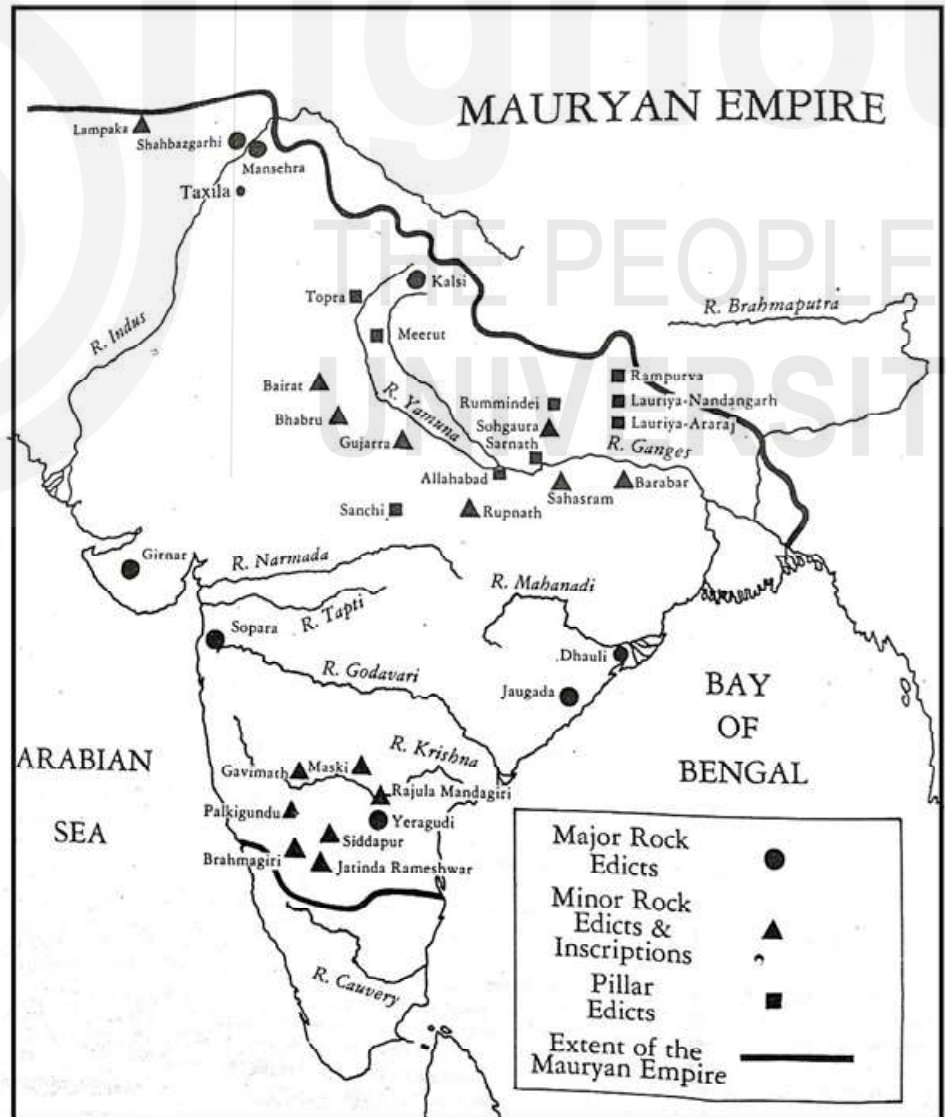 ignou
THE PEOPLE
UNIVERSIT
MAURYAN EMPIRE
Lampaka
Shahbazgarhi
Mansehra
Taxila
Kalsi
Topra
R. Brahmaputra
R. Indus
Meerut
Rampurva
Bairat
R. Yamuna
Rummindei
Lauriya-Nandangarh
Bhabru
Sohgaura
Lauriya-Araraj
Gujarra
Sarnath
R. Ganges
Allahabad
Sahasram
Barabar
Sanchi
Rupnath
Girnar
R. Narmada
R. Mahanadi
R. Tapti
Sopara
Dhauli
R. Godavari
Jaugada
BAY
OF
BENGAL
ARABIAN
SEA
R. Krishna
Gavimath
Maski
Rajula Mandagiri
Palkigundu
Yeragudi
Siddapur
Brahmagiri
Jatinda Rameshwar
R. Cauvery
Major Rock
Edicts
Minor Rock
Edicts &
Inscriptions
Pillar
Edicts
Extent of the
Mauryan Empire